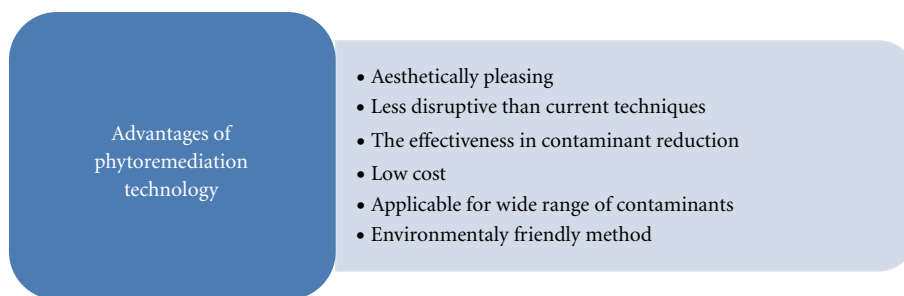 Advantages of
phytoremediation
technology
• Aesthetically pleasing
• Less disruptive than current techniques
• The effectiveness in contaminant reduction
• Low cost
• Applicable for wide range of contaminants
• Environmentaly friendly method